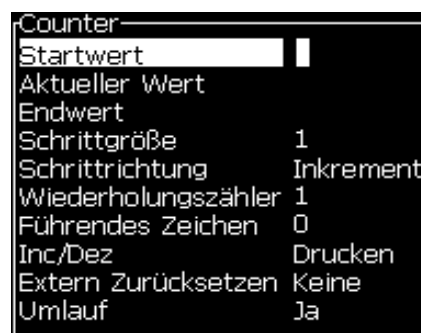 Counter
Startwert
Aktueller Wert
Endwert
Schrittgröße 1
Schrittrichtung Inkrement
Wiederholungszähler 1
Führendes Zeichen 0
Inc/Dez Drucken
Extern Zurücksetzen Keine
Umlauf Ja